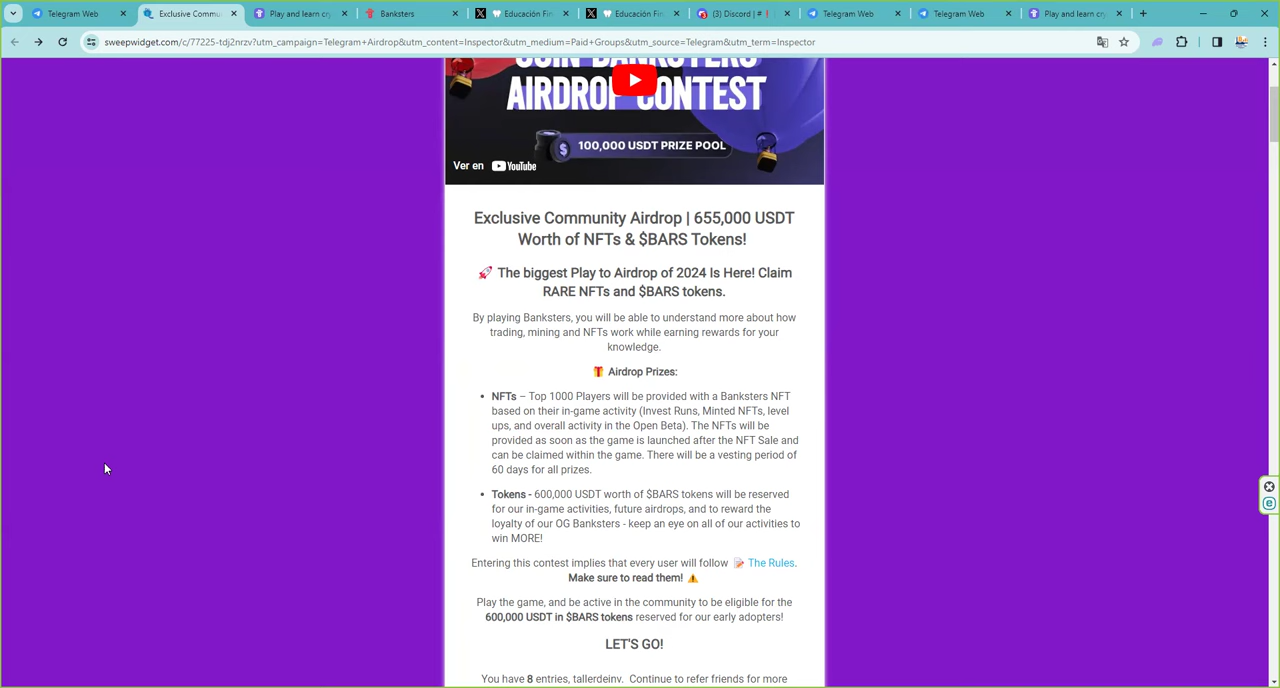 Telegram Web
Exclusive Commu
Play and learn cry
Banksters
Educación Fin
Educación Fin
(3) Discord | #
Telegram Web
Telegram Web
Play and learn cry
sweepwidget.com/c/77225-tdj2nrzv?utm_campaign=Telegram+Airdrop&utm_content=Inspector&utm_medium=Paid+Groups&utm_source=Telegram&utm_term=Inspector
JOIN BANKSTERS
AIRDROP CONTEST
$ 100,000 USDT PRIZE POOL
Ver en YouTube
Exclusive Community Airdrop | 655,000 USDT
Worth of NFTs & $BARS Tokens!
🚀 The biggest Play to Airdrop of 2024 Is Here! Claim
RARE NFTs and $BARS tokens.
By playing Banksters, you will be able to understand more about how
trading, mining and NFTs work while earning rewards for your
knowledge.
🎁 Airdrop Prizes:
• NFTs – Top 1000 Players will be provided with a Banksters NFT
based on their in-game activity (Invest Runs, Minted NFTs, level
ups, and overall activity in the Open Beta). The NFTs will be
provided as soon as the game is launched after the NFT Sale and
can be claimed within the game. There will be a vesting period of
60 days for all prizes.
• Tokens - 600,000 USDT worth of $BARS tokens will be reserved
for our in-game activities, future airdrops, and to reward the
loyalty of our OG Banksters - keep an eye on all of our activities to
win MORE!
Entering this contest implies that every user will follow 📝 The Rules.
Make sure to read them! ⚠️
Play the game, and be active in the community to be eligible for the
600,000 USDT in $BARS tokens reserved for our early adopters!
LET'S GO!
You have 8 entries, tallerdeinv. Continue to refer friends for more